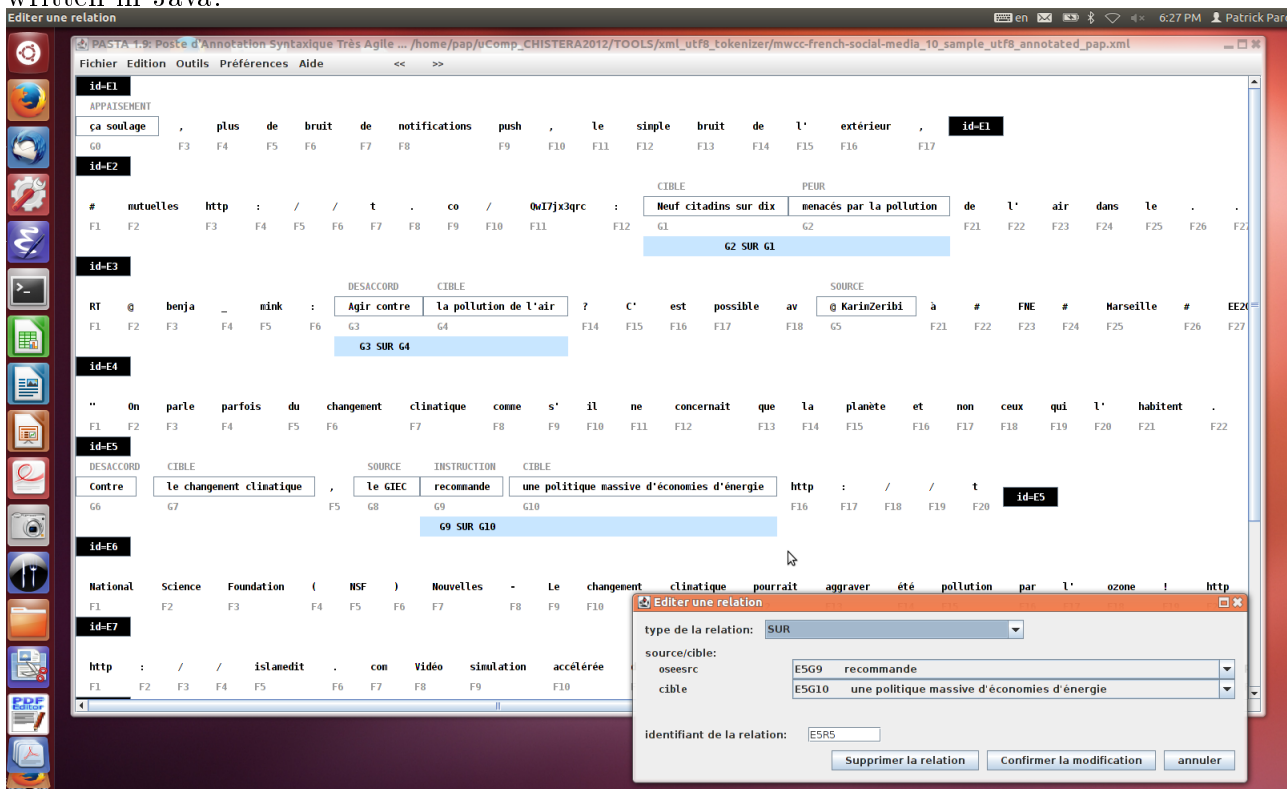 written in Java.
Editer une relation en 6:27 PM Patrick Par
PASTA 1.9: Poste d'Annotation Syntaxique Très Agile ... /home/pap/uComp_CHISTERA2012/TOOLS/xml_utf8_tokenizer/mwcc-french-social-media_10_sample_utf8_annotated_pap.xml
Fichier Edition Outils Préférences Aide << >>
id=E1
APPAISEMENT
ça soulage , plus de bruit de notifications push , le simple bruit de l' extérieur , id=E1
G0 F3 F4 F5 F6 F7 F8 F9 F10 F11 F12 F13 F14 F15 F16 F17
id=E2
CIBLE PEUR
# mutuelles http : / / t . co / QwI7jx3qrc : Neuf citadins sur dix menacés par la pollution de l' air dans le . .
F1 F2 F3 F4 F5 F6 F7 F8 F9 F10 F11 F12 G1 G2 F21 F22 F23 F24 F25 F26 F27
G2 SUR G1
id=E3
DESACCORD CIBLE SOURCE
RT @ benja _ mink : Agir contre la pollution de l'air ? C' est possible av @ KarimZeribi à # FNE # Marseille # EE20
F1 F2 F3 F4 F5 F6 G3 G4 F14 F15 F16 F17 F18 G5 F21 F22 F23 F24 F25 F26 F27
G3 SUR G4
id=E4
" On parle parfois du changement climatique comme s' il ne concernait que la planète et non ceux qui l' habitent .
F1 F2 F3 F4 F5 F6 F7 F8 F9 F10 F11 F12 F13 F14 F15 F16 F17 F18 F19 F20 F21 F22
id=E5
DESACCORD CIBLE SOURCE INSTRUCTION CIBLE
Contre le changement climatique , le GIEC recommande une politique massive d'économies d'énergie http : / / t id=E5
G6 G7 F5 G8 G9 G10 F16 F17 F18 F19 F20
G9 SUR G10
id=E6
National Science Foundation ( NSF ) Nouvelles - Le changement climatique pourrait aggraver été pollution par l' ozone ! http
F1 F2 F3 F4 F5 F6 F7 F8 F9 F10
id=E7
http : / / islamedit . com Vidéo simulation accélérée
F1 F2 F3 F4 F5 F6 F7 F8 F9 F10
Editer une relation
type de la relation: SUR
source/cible:
oseesrc E5G9 recommande
cible E5G10 une politique massive d'économies d'énergie
identifiant de la relation: E5R5
Supprimer la relation Confirmer la modification annuler
PDF
Editor